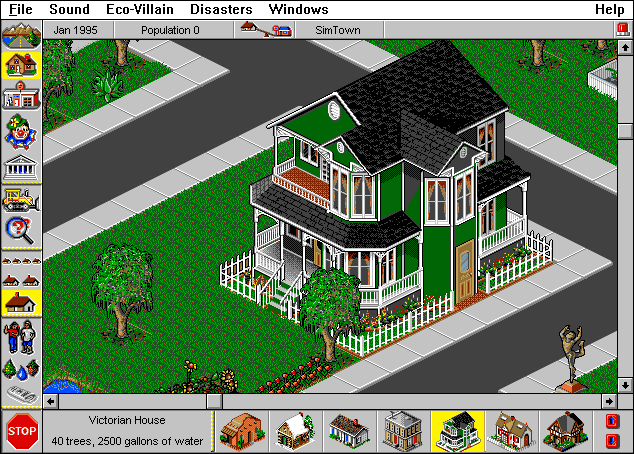 File Sound Eco-Villain Disasters Windows Help
Jan 1995 Population 0 SimTown
STOP
Victorian House
40 trees, 2500 gallons of water